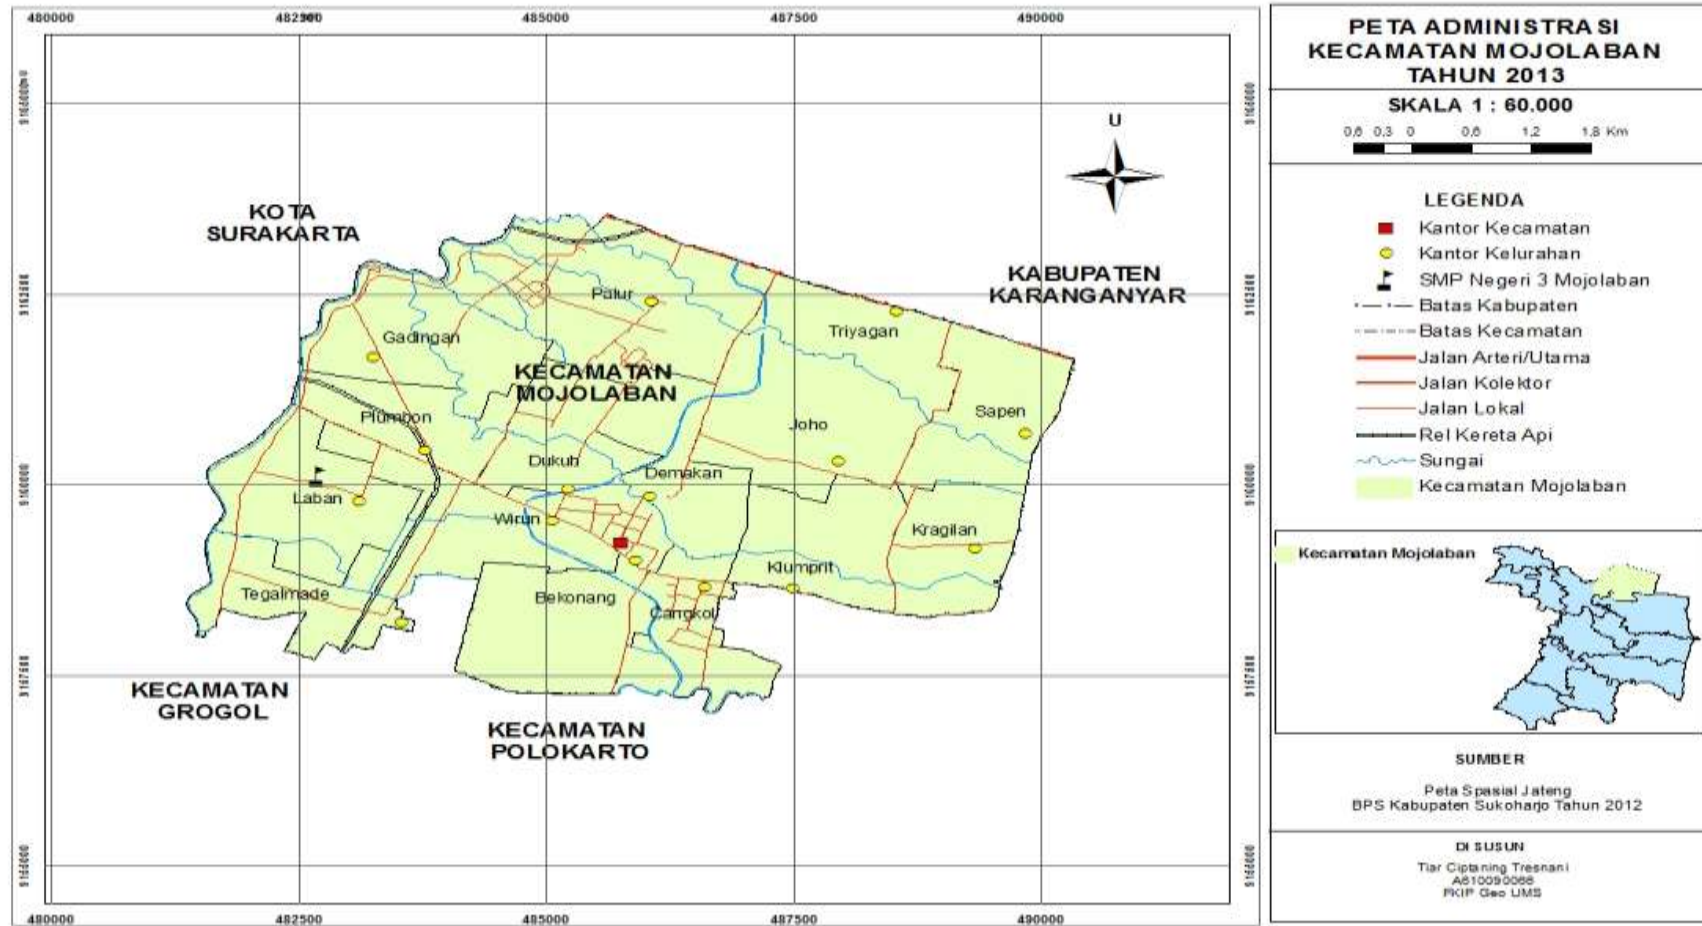 480000 485000 487500 490000
U
KOTA
SURAKARTA
KABUPATEN
KARANGANYAR
Palur
Triyagan
Gadingan
KECAMATAN
MOJOLABAN
Plumbon
Sapen
Joho
Dukuh
Demakan
Laban
Wirun
Kragilan
Klumprit
Tegalmade
Bekonang
Cangkol
KECAMATAN
GROGOL
KECAMATAN
POLOKARTO
480000 482500 485000 487500 490000
PETA ADMINISTRASI
KECAMATAN MOJOLABAN
TAHUN 2013
SKALA 1 : 60.000
0,6 0,3 0 0,6 1,2 1,8 Km
LEGENDA
Kantor Kecamatan
Kantor Kelurahan
SMP Negeri 3 Mojolaban
Batas Kabupaten
Batas Kecamatan
Jalan Arteri/Utama
Jalan Kolektor
Jalan Lokal
Rel Kereta Api
Sungai
Kecamatan Mojolaban
Kecamatan Mojolaban
SUMBER
Peta Spasial Jateng
BPS Kabupaten Sukoharjo Tahun 2012
DISUSUN
Tiar Ciptaning Tresnani
FKIP Geo UMS